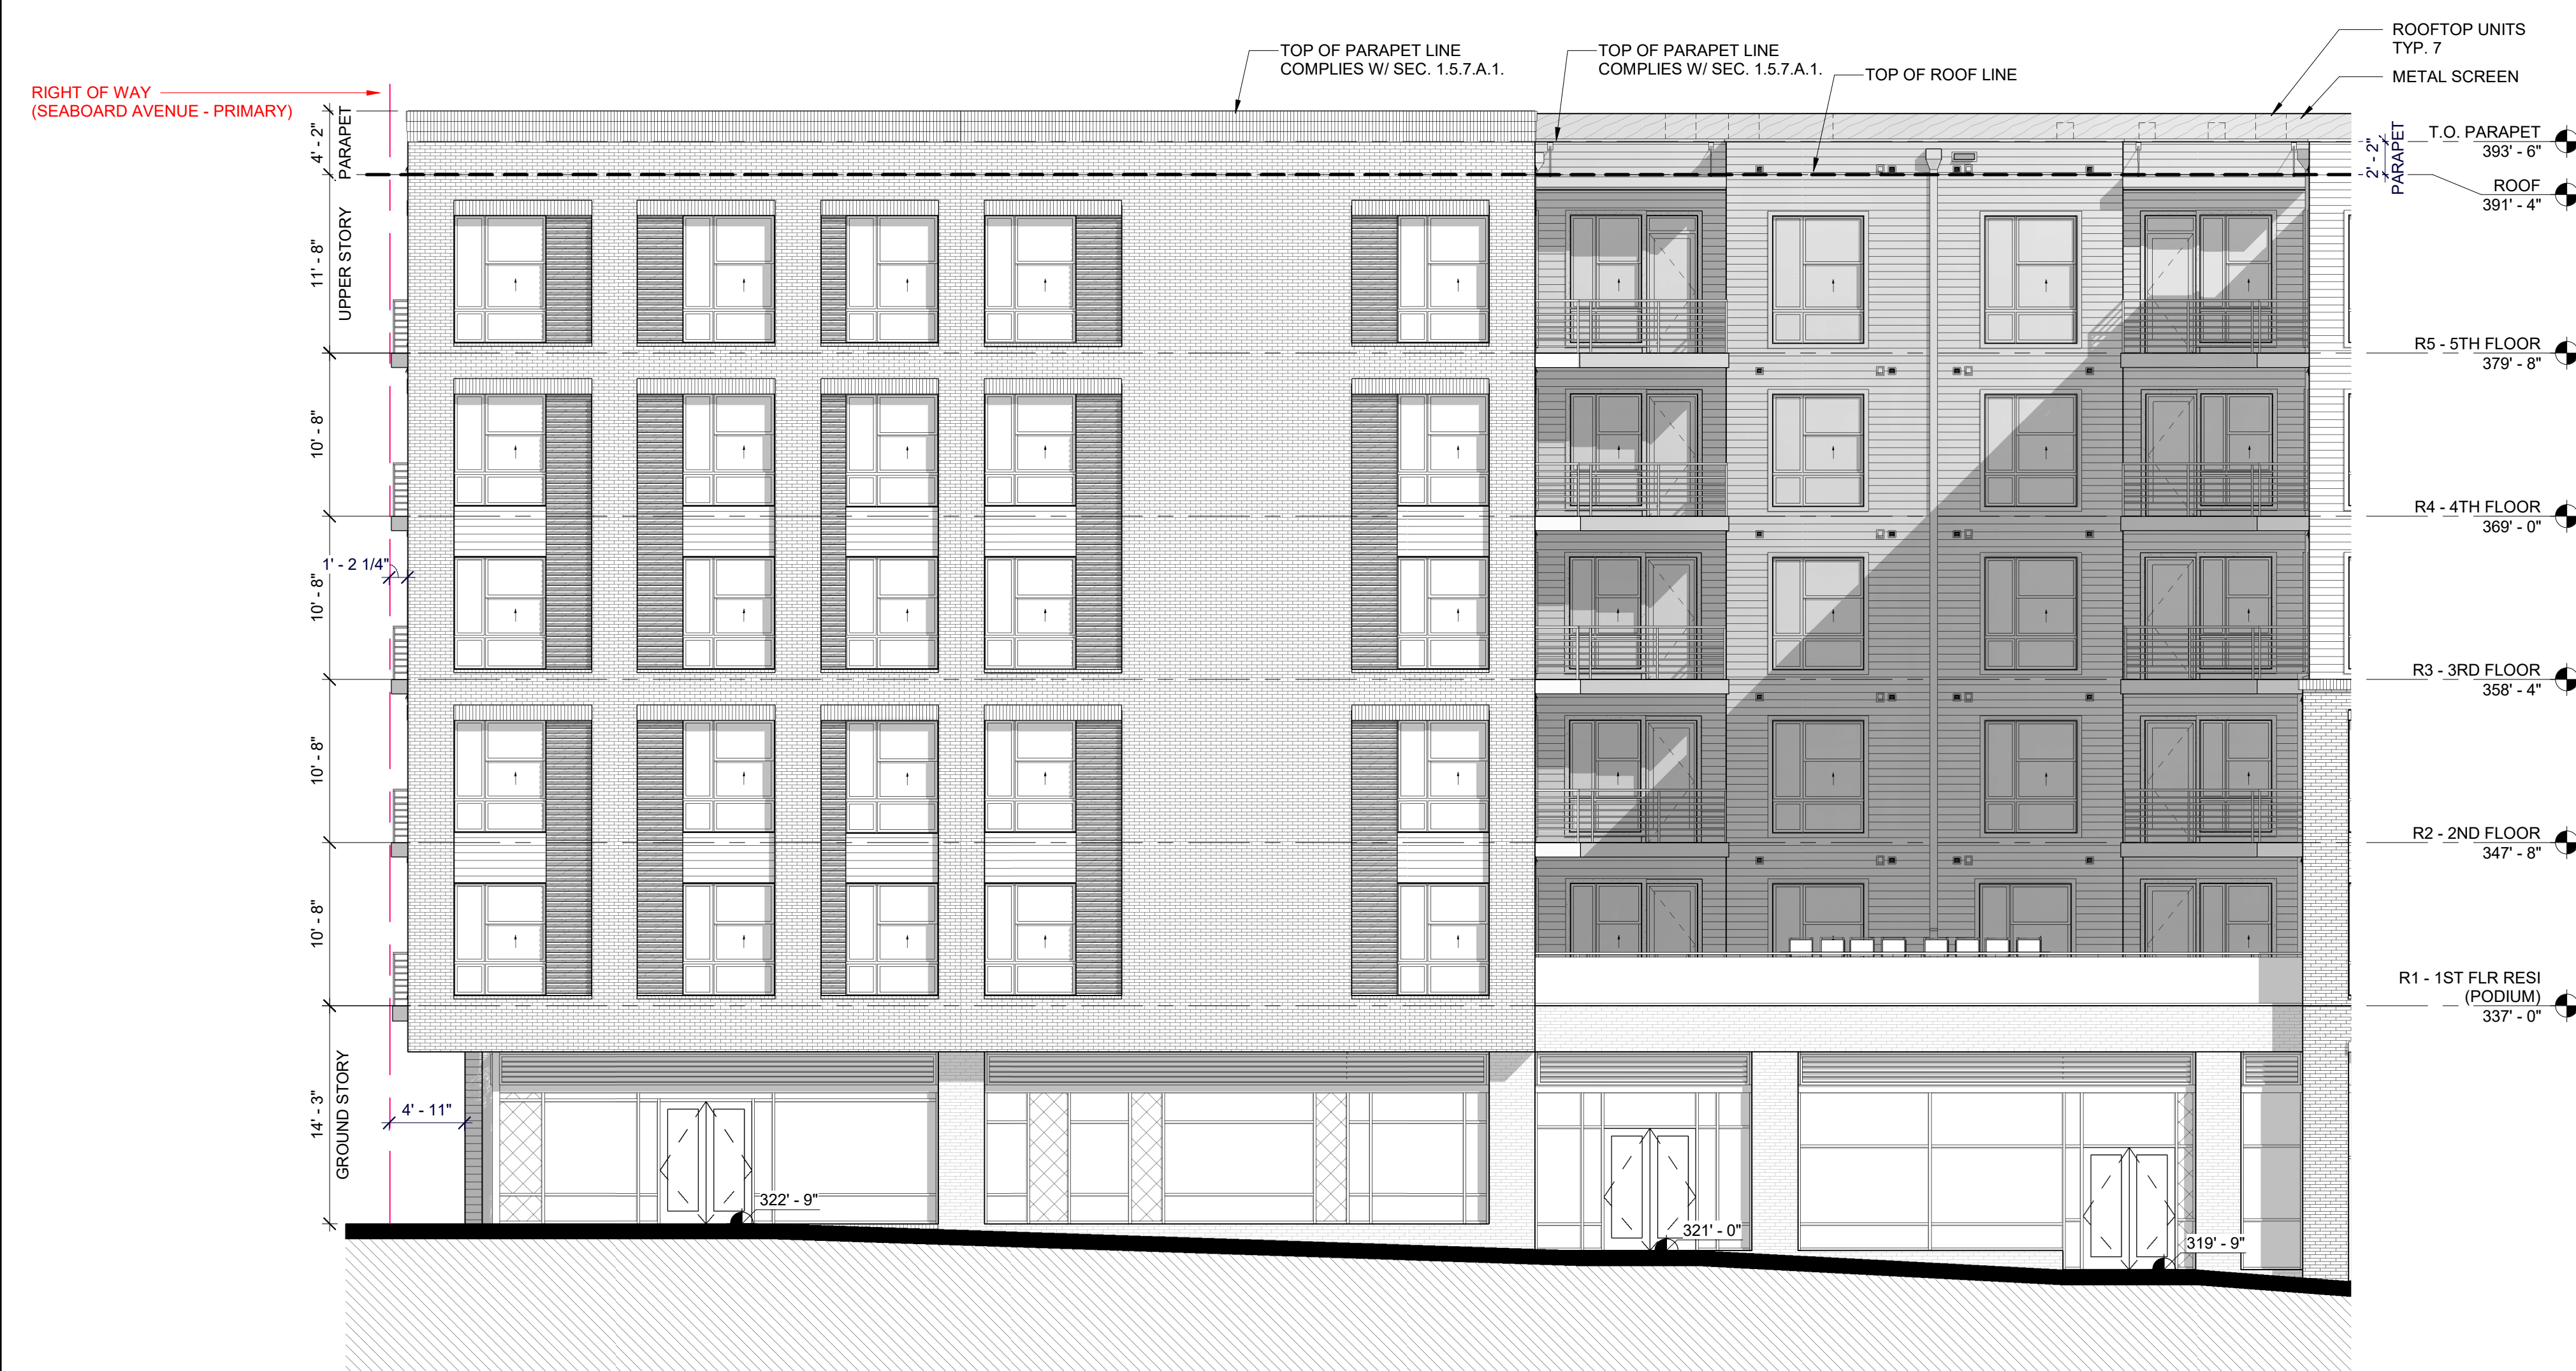 TOP OF PARAPET LINE
COMPLIES W/ SEC. 1.5.7.A.1.
TOP OF PARAPET LINE
COMPLIES W/ SEC. 1.5.7.A.1.
TOP OF ROOF LINE
ROOFTOP UNITS
TYP. 7
METAL SCREEN
RIGHT OF WAY
(SEABOARD AVENUE - PRIMARY)
4' - 2"
PARAPET
11' - 8"
UPPER STORY
10' - 8"
1' - 2 1/4"
10' - 8"
10' - 8"
10' - 8"
14' - 3"
GROUND STORY
4' - 11"
322' - 9"
321' - 0"
319' - 9"
2' - 2"
PARAPET
T.O. PARAPET
393' - 6"
ROOF
391' - 4"
R5 - 5TH FLOOR
379' - 8"
R4 - 4TH FLOOR
369' - 0"
R3 - 3RD FLOOR
358' - 4"
R2 - 2ND FLOOR
347' - 8"
R1 - 1ST FLR RESI
(PODIUM)
337' - 0"